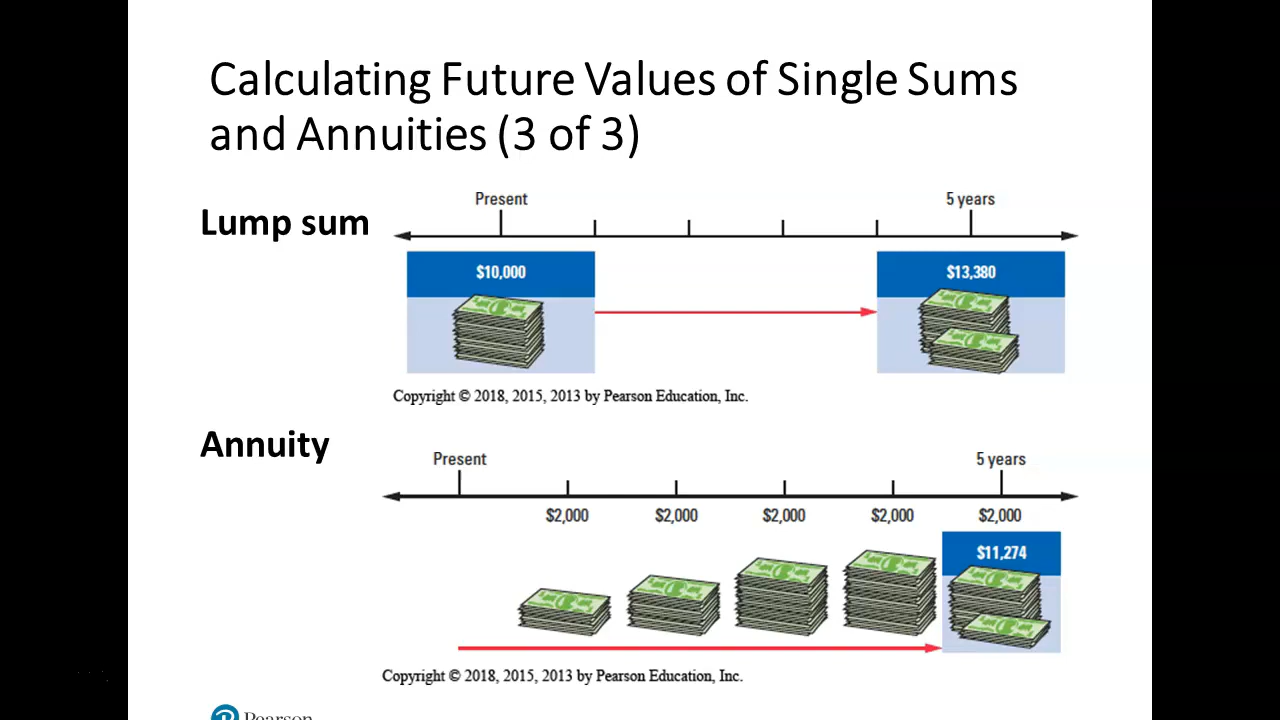 Calculating Future Values of Single Sums
and Annuities (3 of 3)
Lump sum
Present
5 years
$10,000
$13,380
Copyright © 2018, 2015, 2013 by Pearson Education, Inc.
Annuity
Present
5 years
$2,000 $2,000 $2,000 $2,000 $2,000
$11,274
Copyright © 2018, 2015, 2013 by Pearson Education, Inc.
Pearson